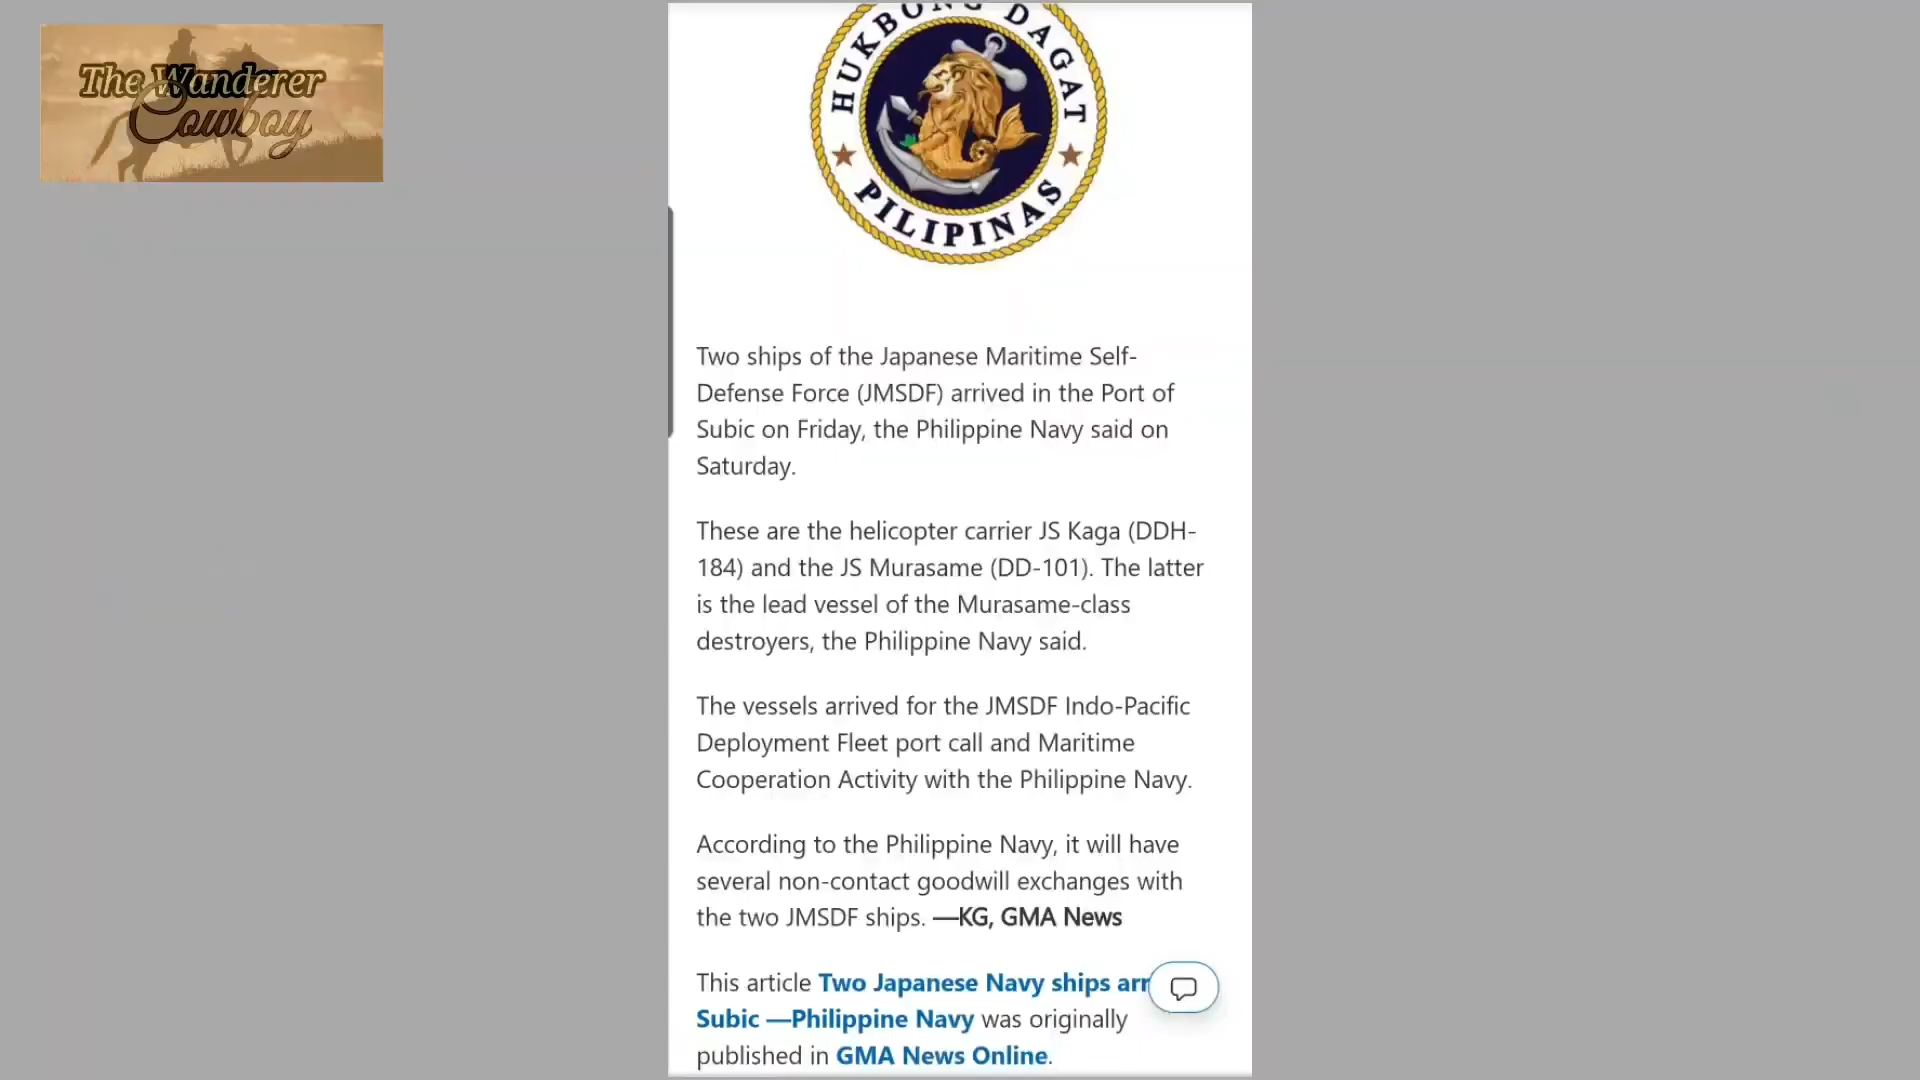 The Wanderer
Cowboy
HUKBONG DAGAT
PILIPINAS
Two ships of the Japanese Maritime Self-
Defense Force (JMSDF) arrived in the Port of
Subic on Friday, the Philippine Navy said on
Saturday.
These are the helicopter carrier JS Kaga (DDH-
184) and the JS Murasame (DD-101). The latter
is the lead vessel of the Murasame-class
destroyers, the Philippine Navy said.
The vessels arrived for the JMSDF Indo-Pacific
Deployment Fleet port call and Maritime
Cooperation Activity with the Philippine Navy.
According to the Philippine Navy, it will have
several non-contact goodwill exchanges with
the two JMSDF ships. —KG, GMA News
This article Two Japanese Navy ships arr
Subic —Philippine Navy was originally
published in GMA News Online.